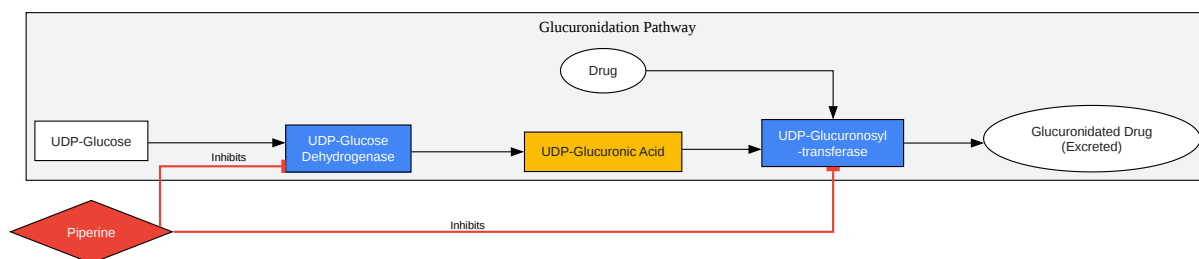 Glucuronidation Pathway
Drug
UDP-Glucose
UDP-Glucose
Dehydrogenase
UDP-Glucuronic Acid
UDP-Glucuronosyl
-transferase
Glucuronidated Drug
(Excreted)
Inhibits
Piperine
Inhibits